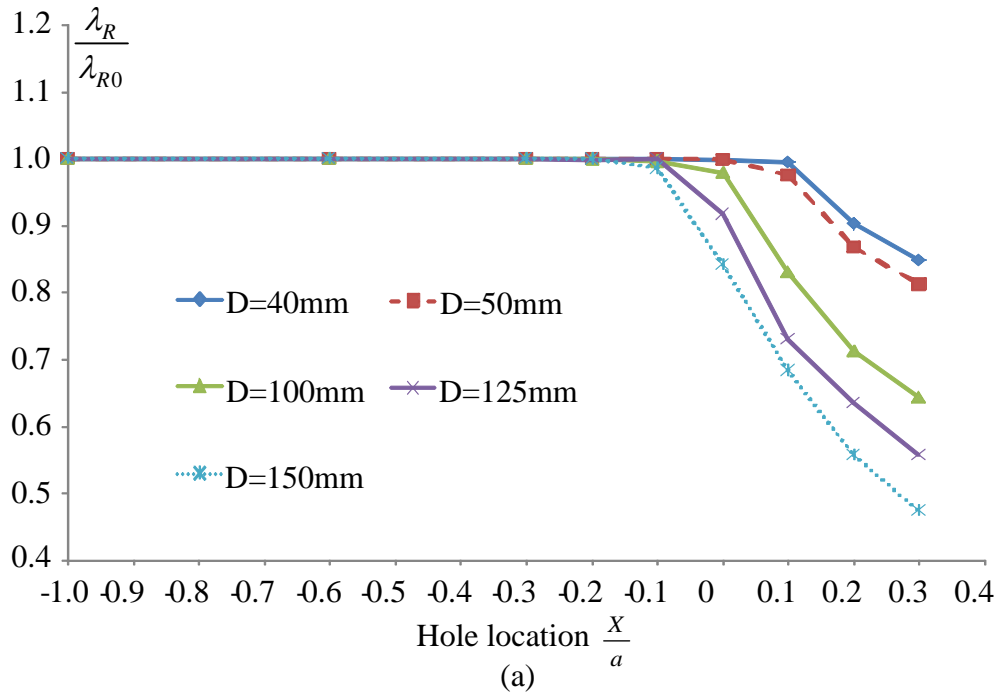 1.2
λR
λR0
1.1
1.0
0.9
0.8
D=40mm D=50mm
0.7
D=100mm D=125mm
0.6
D=150mm
0.5
0.4
-1.0 -0.9 -0.8 -0.7 -0.6 -0.5 -0.4 -0.3 -0.2 -0.1 0 0.1 0.2 0.3 0.4
Hole location X/a
(a)